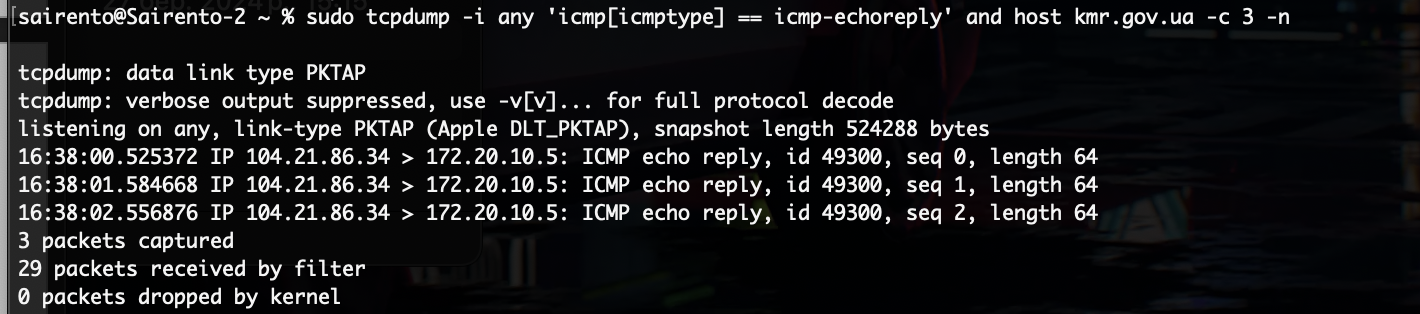 [sairento@Sairento-2 ~ % sudo tcpdump -i any 'icmp[icmptype] == icmp-echoreply' and host kmr.gov.ua -c 3 -n
tcpdump: data link type PKTAP
tcpdump: verbose output suppressed, use -v[v]... for full protocol decode
listening on any, link-type PKTAP (Apple DLT_PKTAP), snapshot length 524288 bytes
16:38:00.525372 IP 104.21.86.34 > 172.20.10.5: ICMP echo reply, id 49300, seq 0, length 64
16:38:01.584668 IP 104.21.86.34 > 172.20.10.5: ICMP echo reply, id 49300, seq 1, length 64
16:38:02.556876 IP 104.21.86.34 > 172.20.10.5: ICMP echo reply, id 49300, seq 2, length 64
3 packets captured
29 packets received by filter
0 packets dropped by kernel